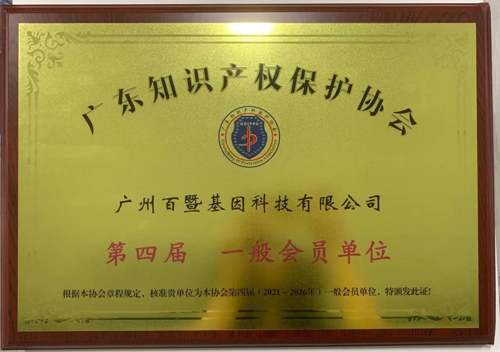 广东知识产权保护协会
GDIPPA
广州百暨基因科技有限公司
第四届 一般会员单位
根据本协会章程规定，核准贵单位为本协会第四届（2021－2026年）一般会员单位，特颁发此证!